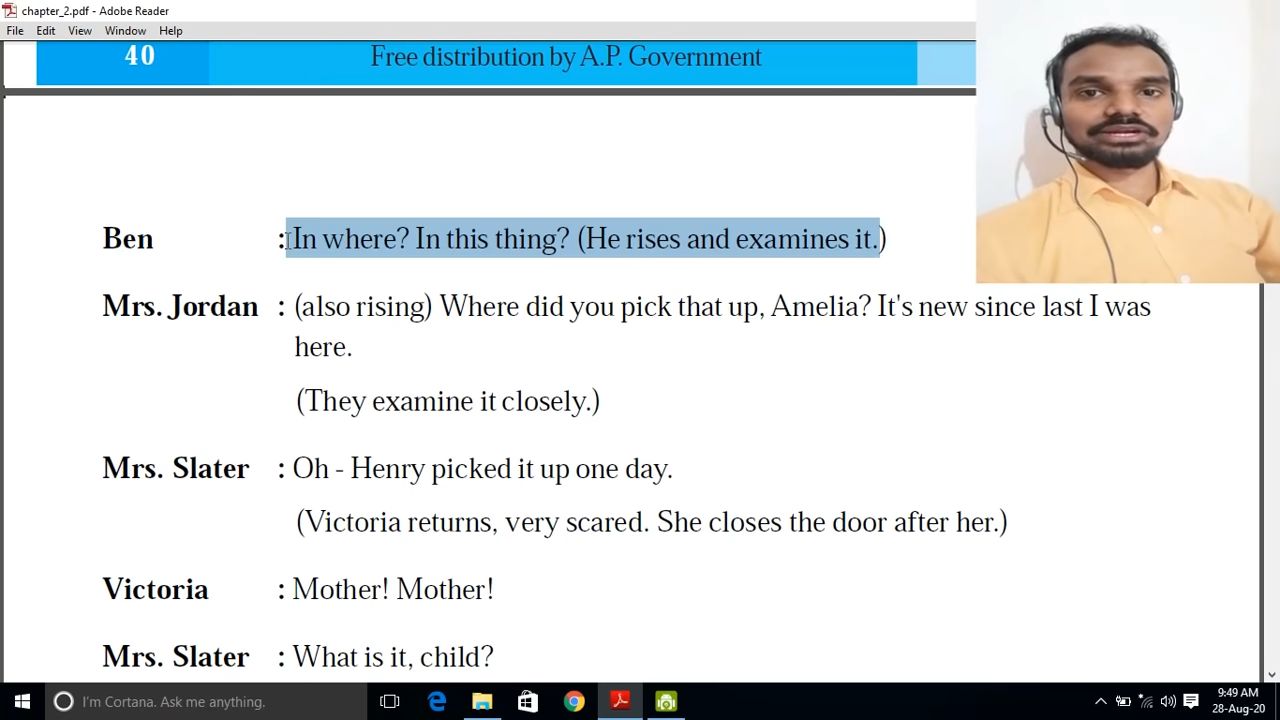 chapter_2.pdf - Adobe Reader
File Edit View Window Help
40 Free distribution by A.P. Government
Ben : In where? In this thing? (He rises and examines it.)
Mrs. Jordan : (also rising) Where did you pick that up, Amelia? It's new since last I was
here.
(They examine it closely.)
Mrs. Slater : Oh - Henry picked it up one day.
(Victoria returns, very scared. She closes the door after her.)
Victoria : Mother! Mother!
Mrs. Slater : What is it, child?
I'm Cortana. Ask me anything.
9:49 AM
28-Aug-20